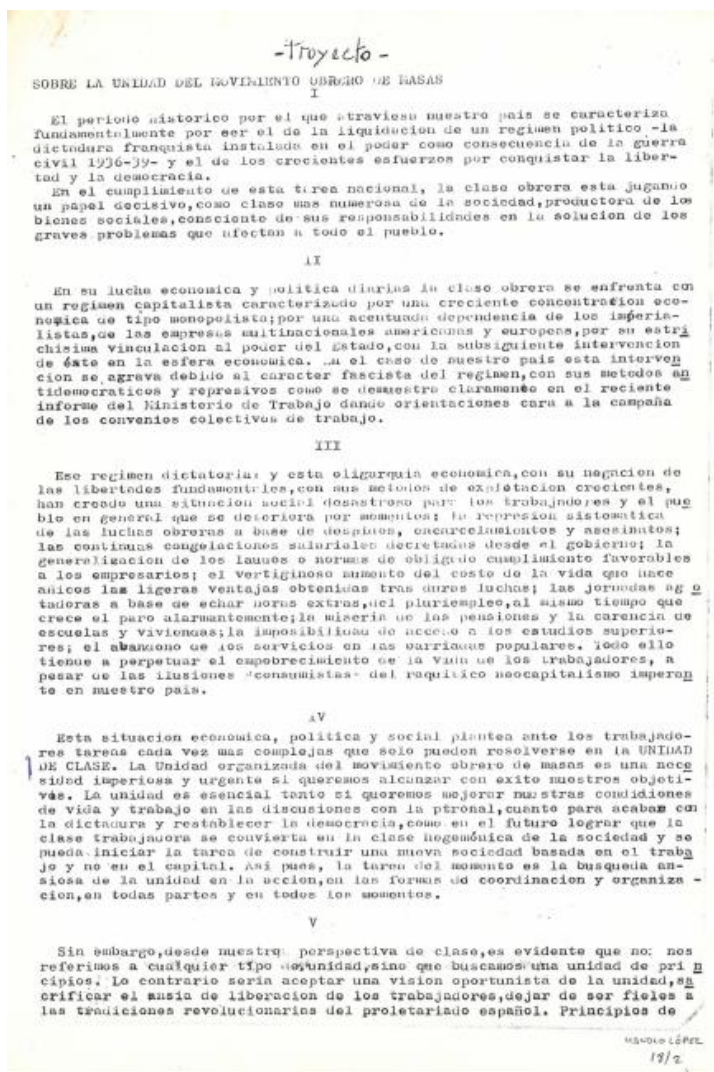 -Proyecto-
SOBRE LA UNIDAD DEL MOVIMIENTO OBRERO DE MASAS
I
El periodo historico por el que atraviesa nuestro pais se caracteriza
fundamentalmente por ser el de la liquidacion de un regimen politico -la
dictadura franquista instalada en el poder como consecuencia de la guerra
civil 1936-39- y el de los crecientes esfuerzos por conquistar la liber-
tad y la democracia.
En el cumplimiento de esta tarea nacional, la clase obrera esta jugando
un papel decisivo,como clase mas numerosa de la sociedad,productora de los
bienes sociales,consciente de sus responsabilidades en la solucion de los
graves problemas que afectan a todo el pueblo.
II
En su lucha economica y politica diarias la clase obrera se enfrenta con
un regimen capitalista caracterizado por una creciente concentracion eco-
nomica de tipo monopolista;por una acentuada dependencia de los imperia-
listas,de las empresas multinacionales americanas y europeas,por su estri
chisima vinculacion al poder del Estado,con la subsiguiente intervencion
de éste en la esfera economica. En el caso de nuestro pais esta interven
cion se agrava debido al caracter fascista del regimen,con sus metodos an
tidemocraticos y represivos como se demuestra claramente en el reciente
informe del Ministerio de Trabajo dando orientaciones cara a la campaña
de los convenios colectivos de trabajo.
III
Ese regimen dictatorial y esta oligarquia economica,con su negacion de
las libertades fundamentales,con sus metodos de explotacion crecientes,
han creado una situacion social desastrosa para los trabajadores y el pue
blo en general que se deteriora por momentos; la represion sistematica
de las luchas obreras a base de despidos, encarcelamientos y asesinatos;
las continuas congelaciones salariales decretadas desde el gobierno; la
generalizacion de los laudos o normas de obligado cumplimiento favorables
a los empresarios; el vertiginoso aumento del costo de la vida que hace
añicos las ligeras ventajas obtenidas tras duras luchas; las jornadas ag o
tadoras a base de echar horas extras,del pluriempleo,al mismo tiempo que
crece el paro alarmantemente;la miseria de las pensiones y la carencia de
escuelas y viviendas;la imposibilidad de acceso a los estudios superio-
res; el abandono de los servicios en las barriadas populares. Todo ello
tiende a perpetuar el empobrecimiento de la vida de los trabajadores, a
pesar de las ilusiones "consumistas" del raquitico neocapitalismo imperan
te en nuestro pais.
IV
Esta situacion economica, politica y social plantea ante los trabajado-
res tareas cada vez mas complejas que solo pueden resolverse en la UNIDAD
DE CLASE. La Unidad organizada del movimiento obrero de masas es una nece
sidad imperiosa y urgente si queremos alcanzar con exito nuestros objeti-
vos. La unidad es esencial tanto si queremos mejorar nuestras condidiones
de vida y trabajo en las discusiones con la ptronal,cuanto para acabar con
la dictadura y restablecer la democracia,como en el futuro lograr que la
clase trabajadora se convierta en la clase hegemónica de la sociedad y se
pueda iniciar la tarea de construir una nueva sociedad basada en el traba
jo y no en el capital. Asi pues, la tarea del momento es la busqueda an-
siosa de la unidad en la accion,en las formas de coordinacion y organiza -
cion,en todas partes y en todos los momentos.
V
Sin embargo,desde nuestra perspectiva de clase,es evidente que no nos
referimos a cualquier tipo de unidad,sino que buscamos una unidad de pri n
cipios. Lo contrario seria aceptar una vision oportunista de la unidad,sa
crificar el ansia de liberacion de los trabajadores,dejar de ser fieles a
las tradiciones revolucionarias del proletariado español. Principios de
MANOLO LÓPEZ
18/2